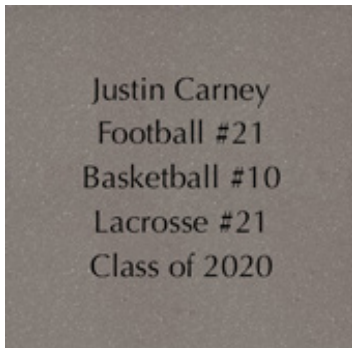 Justin Carney
Football #21
Basketball #10
Lacrosse #21
Class of 2020